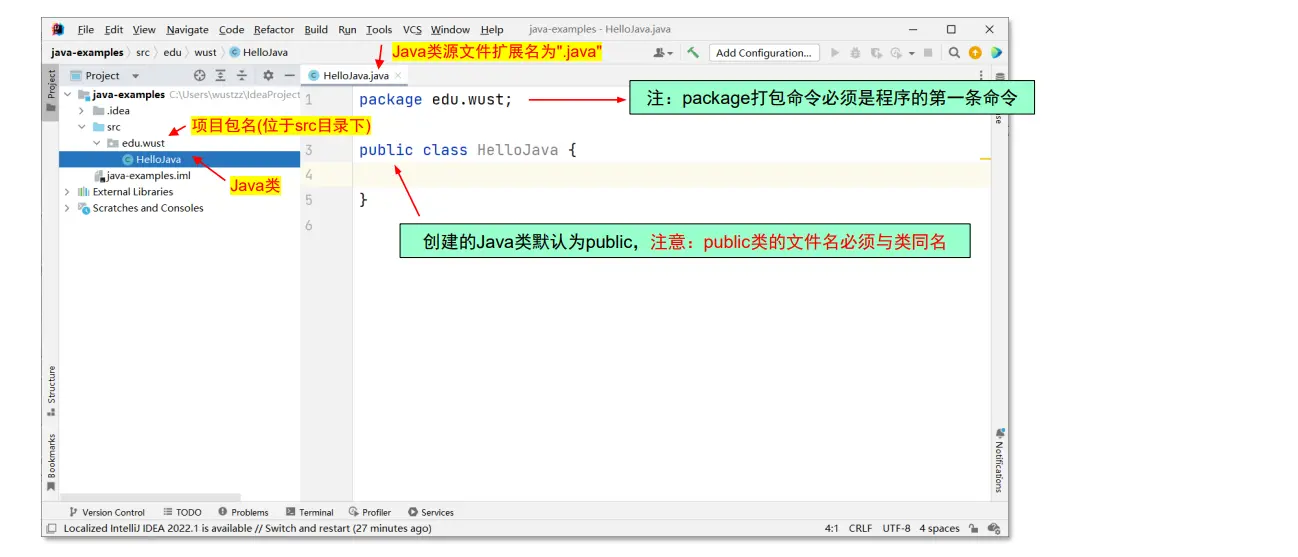 File Edit View Navigate Code Refactor Build Run Tools VCS Window Help java-examples - HelloJava.java
java-examples src edu wust HelloJava
Java类源文件扩展名为".java"
Add Configuration...
Project
Project
HelloJava.java
java-examples C:\Users\wustzz\IdeaProject
1 package edu.wust;
注：package打包命令必须是程序的第一条命令
.idea
src
项目包名(位于src目录下)
edu.wust
HelloJava
3 public class HelloJava {
java-examples.iml
4
Java类
External Libraries
5 }
Scratches and Consoles
6
创建的Java类默认为public，注意：public类的文件名必须与类同名
Structure
Bookmarks
Notifications
Version Control TODO Problems Terminal Profiler Services
Localized IntelliJ IDEA 2022.1 is available // Switch and restart (27 minutes ago)
4:1 CRLF UTF-8 4 spaces